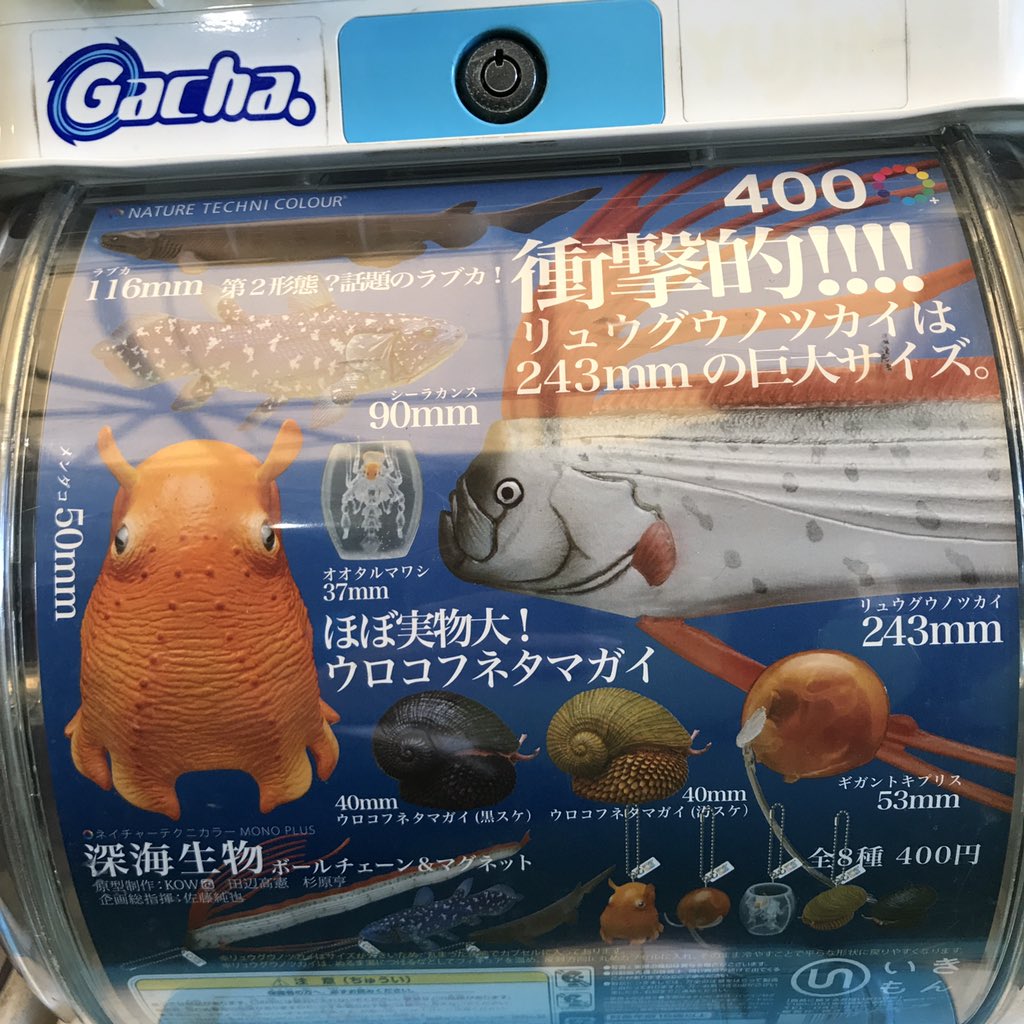 Gacha.
NATURE TECHNI COLOUR
400
ラブカ
116mm 第2形態?話題のラブカ!
衝撃的!!!!
リュウグウノツカイは
243mmの巨大サイズ。
シーラカンス
90mm
メンダコ 50mm
オオタルマワシ
37mm
リュウグウノツカイ
243mm
ほぼ実物大!
ウロコフネタマガイ
40mm
ウロコフネタマガイ(黒スケ)
40mm
ウロコフネタマガイ
ギガントキプリス
53mm
ネイチャーテクニカラー MONO PLUS
深海生物 ボールチェーン&マグネット
全8種 400円
原型制作:KOW 田辺高憲 杉原亨
企画総指揮:佐藤純也
注意(ちゅうい)
いきもん